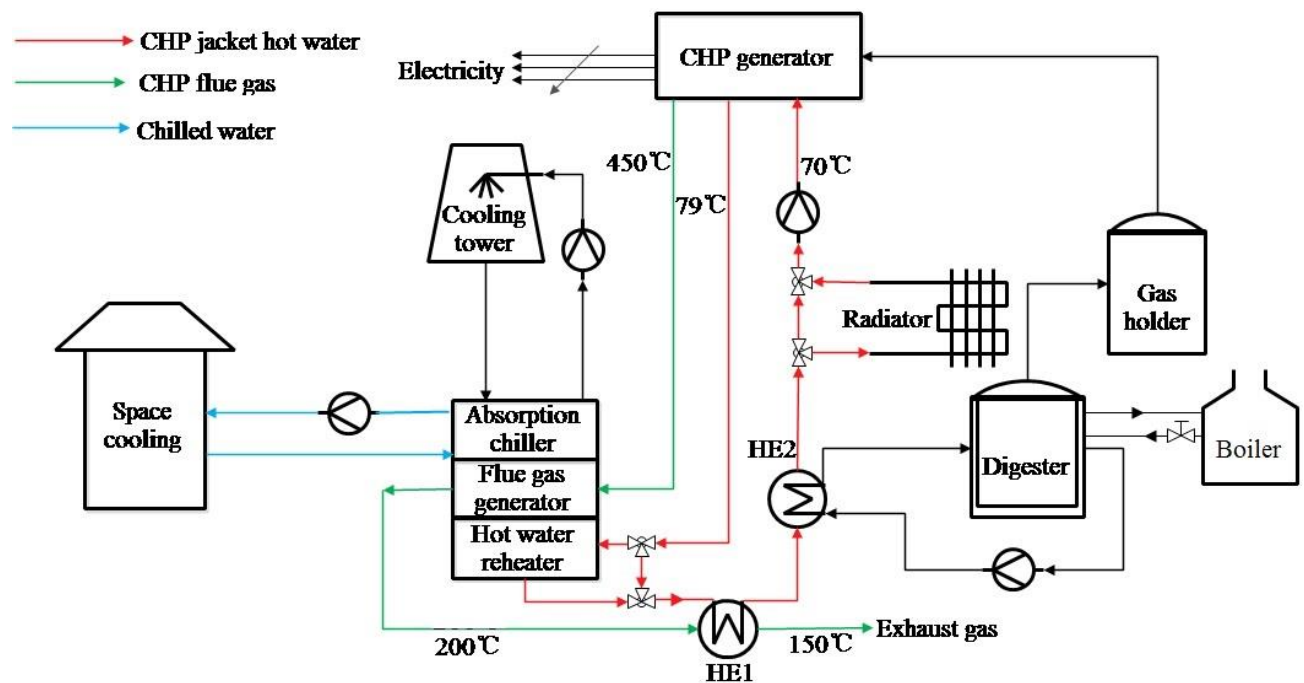 CHP jacket hot water
CHP flue gas
Chilled water
Electricity
CHP generator
450℃
79℃
70℃
Cooling
tower
Radiator
Gas
holder
Space
cooling
Absorption
chiller
Flue gas
generator
Hot water
reheater
HE2
Digester
Boiler
200℃
HE1
150℃
Exhaust gas